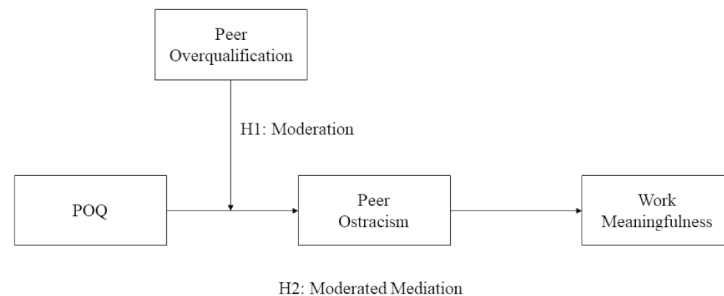 Peer
Overqualification
H1: Moderation
POQ
Peer
Ostracism
Work
Meaningfulness
H2: Moderated Mediation